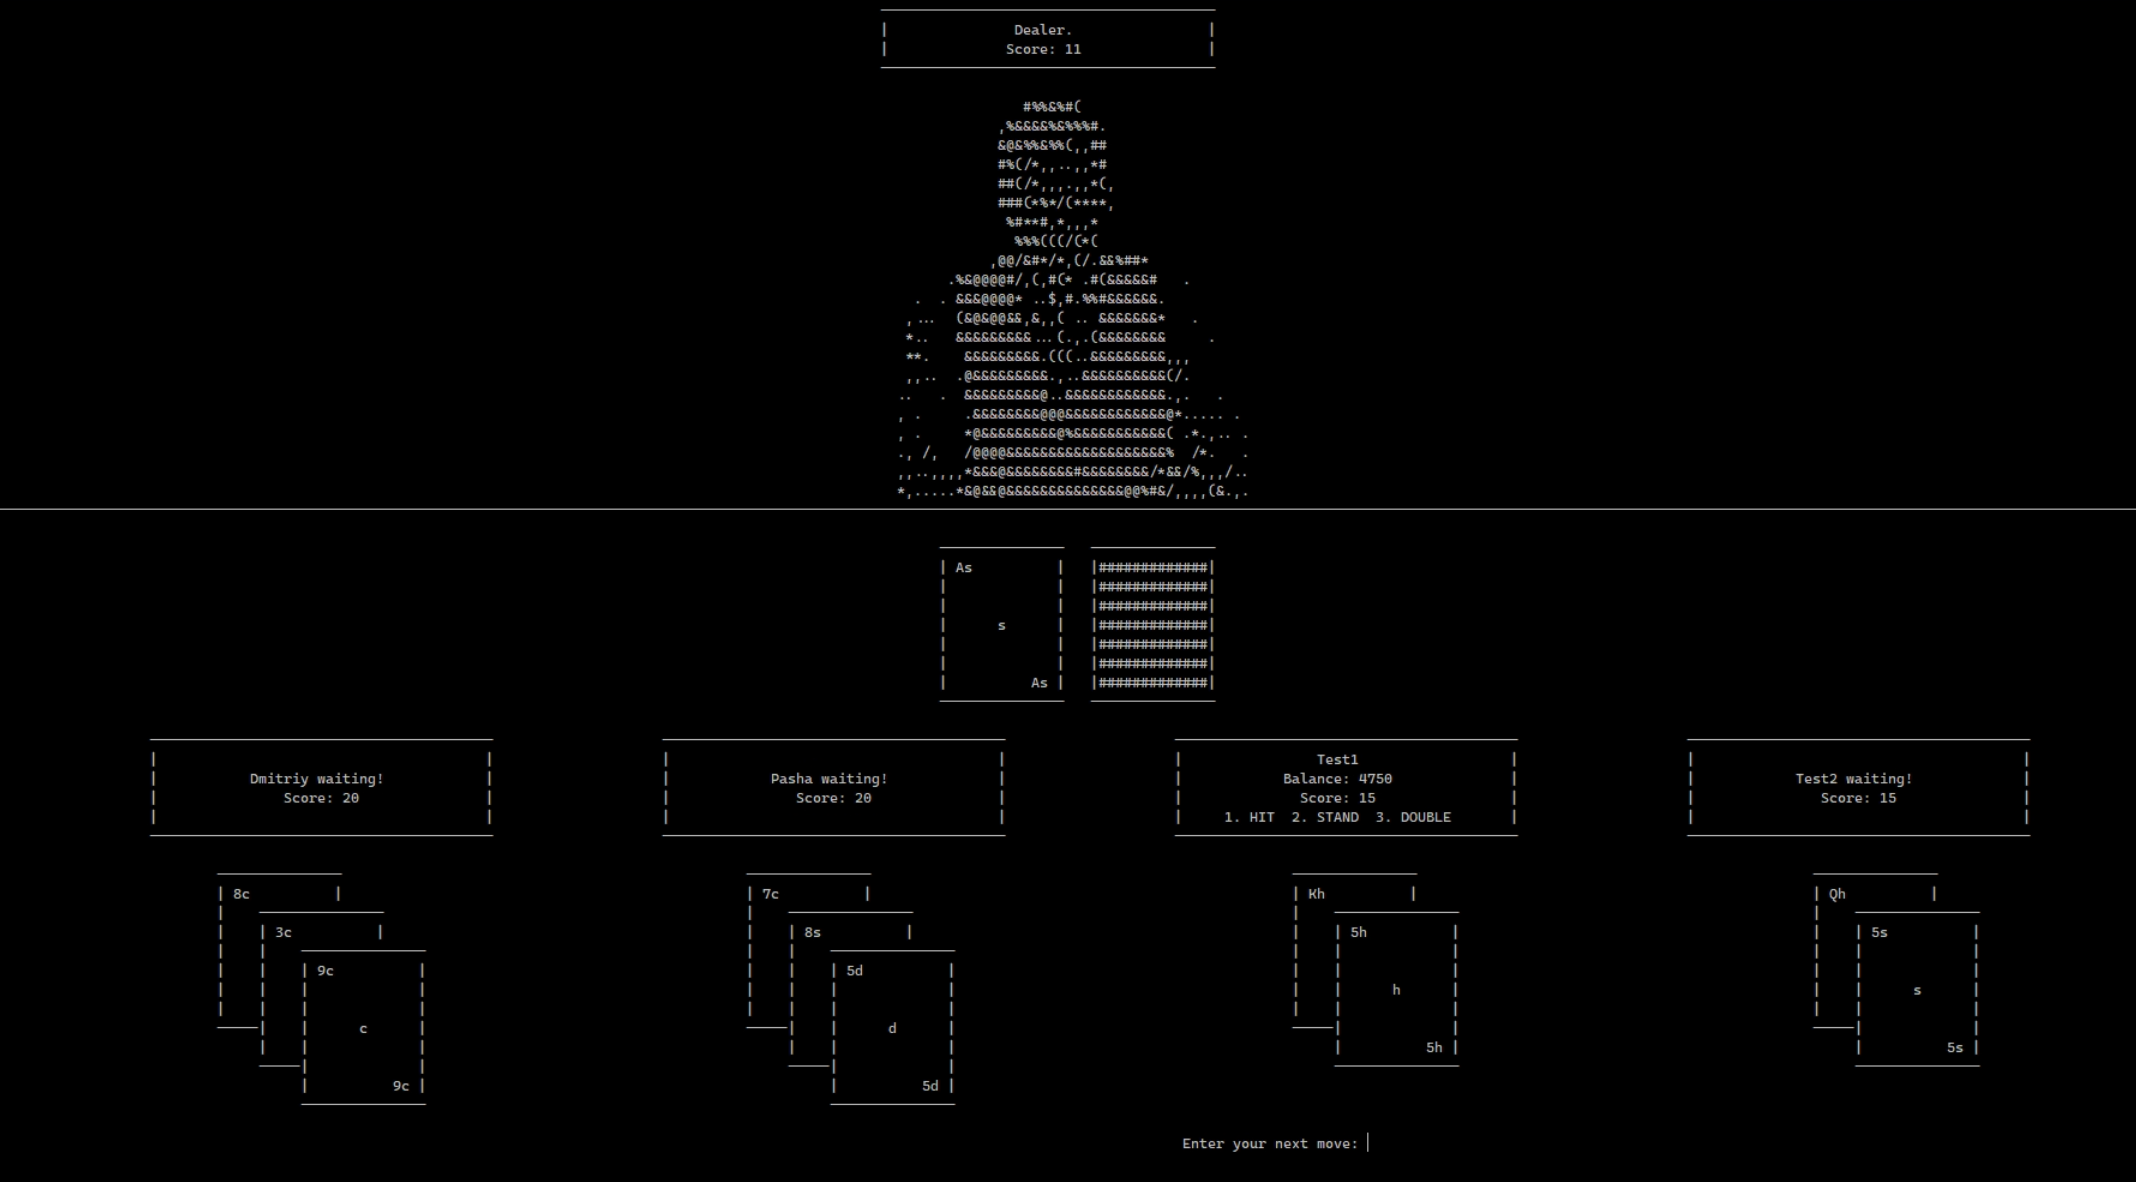 Dealer.
Score: 11
As
s
As
Dmitriy waiting!
Score: 20
Pasha waiting!
Score: 20
Test1
Balance: 4750
Score: 15
1. HIT 2. STAND 3. DOUBLE
Test2 waiting!
Score: 15
8c
3c
9c
c
9c
7c
8s
5d
d
5d
Kh
5h
h
5h
Qh
5s
s
5s
Enter your next move: